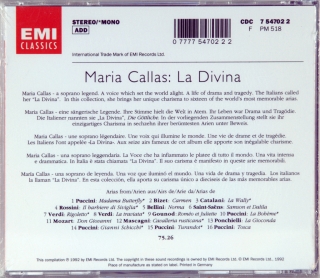 EMI
CLASSICS
STEREO/*MONO
ADD
CDC 7 54702 2
F PM 518
0 77775 47022 2
International Trade Mark of EMI Records Ltd.
Maria Callas: La Divina
Maria Callas - a soprano legend. A voice which set the world alight. A life of drama and tragedy. The Italians called
her "La Divina". In this collection, she brings her unique charisma to sixteen of the world's most memorable arias.
Maria Callas - eine sängerische Legende. Ihre Stimme hielt die Welt in Atem. Ihr Leben war Drama und Tragödie.
Die Italiener nannten sie „La Divina", Die Göttliche. In der vorliegenden Zusammenstellung stellt sie ihr
einzigartiges Charisma in sechzehn ihrer berühmtesten Arien unter Beweis.
Maria Callas - une soprano légendaire. Une voix qui illumine le monde. Une vie de drame et de tragédie.
Les Italiens l'ont appelée «La Divina». Aux seize airs fameux de cet album elle apporte son inégalable charisme.
Maria Callas - una soprano leggendaria. La Voce che ha infiammato le platee di tutto il mondo. Una vita intensa
e drammatica. In Italia è stata chiamata "La Divina". Il suo carisma è manifesto in queste arie memorabili.
Maria Callas - una soprano de leyenda. Una voz que iluminó el mundo. Una vida de drama y tragedia. Los italianos
la llaman "La Divina". En esta colección, ella aporta su carisma único a dieciseis de las más memorables arias.
Arias from/Arien aus/Airs de/Arie da/Arias de
1 Puccini: Madama Butterfly* 2 Bizet: Carmen 3 Catalani: La Wally*
4 Rossini: Il barbiere di Siviglia* 5 Bellini: Norma 6 Saint-Saëns: Samson et Dalila
7 Verdi: Rigoletto* 8 Verdi: La traviata* 9 Gounod: Roméo et Juliette 10 Puccini: La Bohème*
11 Mozart: Don Giovanni 12 Mascagni: Cavalleria rusticana* 13 Ponchielli: La Gioconda
14 Puccini: Gianni Schicchi* 15 Puccini: Turandot* 16 Puccini: Tosca
75.26